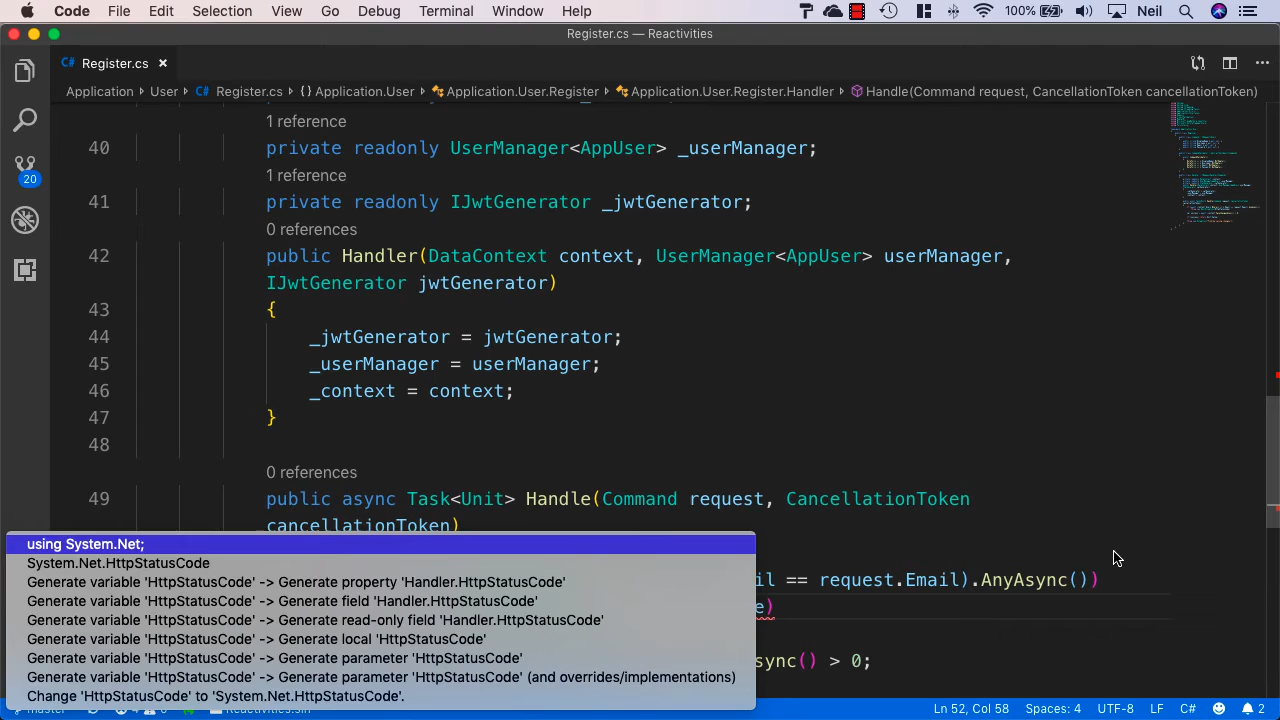 Code File Edit Selection View Go Debug Terminal Window Help 100% Neil
Register.cs — Reactivities
C# Register.cs
Application > User > C# Register.cs > { } Application.User > Application.User.Register > Application.User.Register.Handler > Handle(Command request, CancellationToken cancellationToken)
1 reference
40 private readonly UserManager<AppUser> _userManager;
1 reference
41 private readonly IJwtGenerator _jwtGenerator;
0 references
42 public Handler(DataContext context, UserManager<AppUser> userManager,
IJwtGenerator jwtGenerator)
43 {
44 _jwtGenerator = jwtGenerator;
45 _userManager = userManager;
46 _context = context;
47 }
48
0 references
49 public async Task<Unit> Handle(Command request, CancellationToken
cancellationToken)
using System.Net;
System.Net.HttpStatusCode
Generate variable 'HttpStatusCode' -> Generate property 'Handler.HttpStatusCode'
il == request.Email).AnyAsync())
Generate variable 'HttpStatusCode' -> Generate field 'Handler.HttpStatusCode'
e)
Generate variable 'HttpStatusCode' -> Generate read-only field 'Handler.HttpStatusCode'
Generate variable 'HttpStatusCode' -> Generate local 'HttpStatusCode'
Generate variable 'HttpStatusCode' -> Generate parameter 'HttpStatusCode'
sync() > 0;
Generate variable 'HttpStatusCode' -> Generate parameter 'HttpStatusCode' (and overrides/implementations)
Change 'HttpStatusCode' to 'System.Net.HttpStatusCode'.
20
Ln 52, Col 58 Spaces: 4 UTF-8 LF C# 2